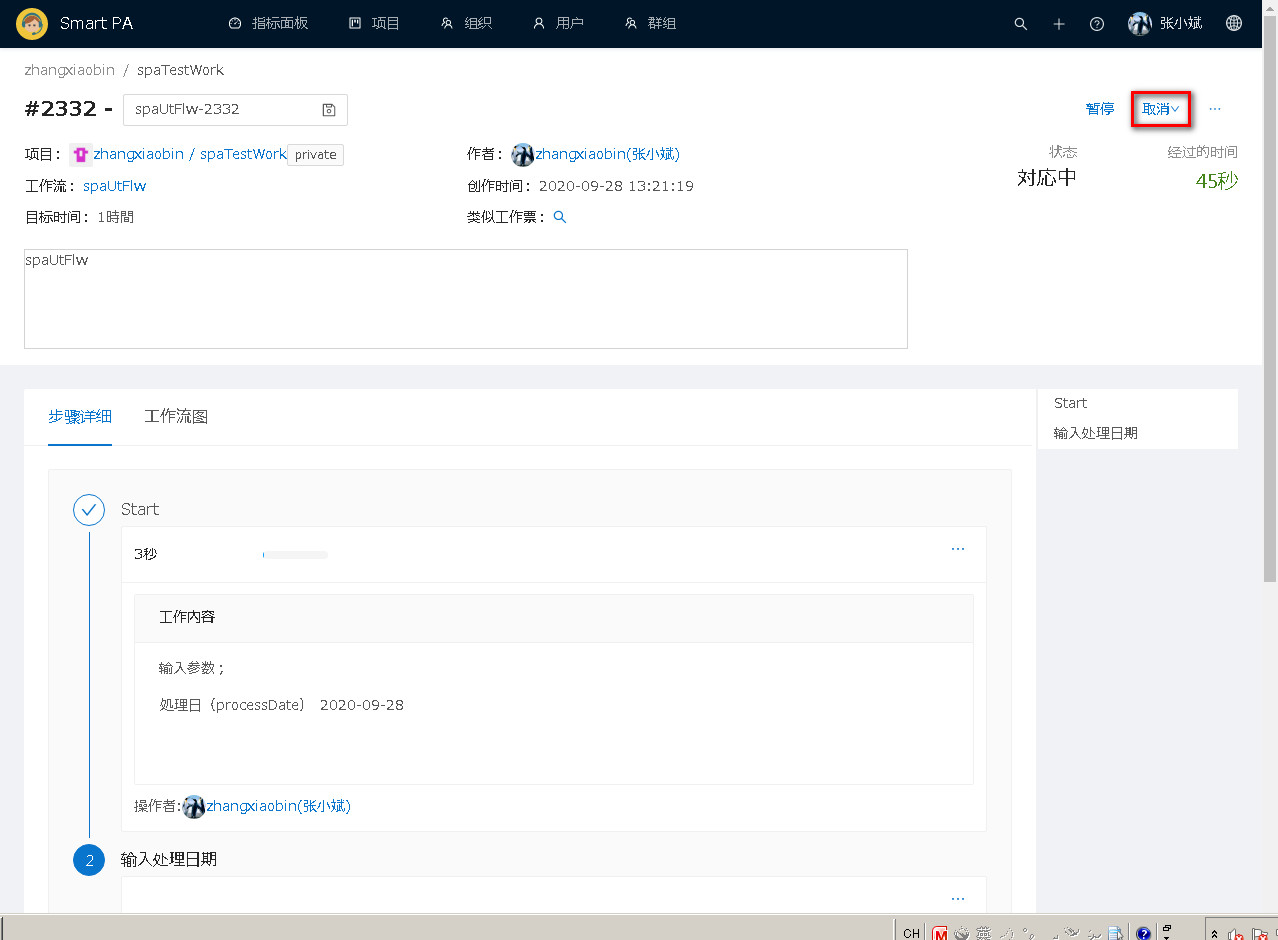 Smart PA 指标面板 项目 组织 用户 群组 张小斌
zhangxiaobin / spaTestWork
#2332 - spaUtFlw-2332 暂停 取消 ...
项目： zhangxiaobin / spaTestWork private 作者： zhangxiaobin(张小斌) 状态 经过的时间
对応中 45秒
工作流： spaUtFlw 创作时间： 2020-09-28 13:21:19
目标时间： 1時間 类似工作票：
spaUtFlw
步骤详细 工作流图
Start
输入处理日期
Start
3秒 ...
工作内容
输入参数；
处理日（processDate） 2020-09-28
操作者:zhangxiaobin(张小斌)
2 输入处理日期
...
CH M 英 ?